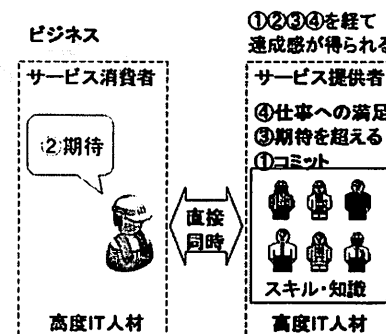 ビジネス
サービス消費者
②期待
高度IT人材
直接
同時
①②③④を経て
達成感が得られる
サービス提供者
④仕事への満足
③期待を超える
①コミット
スキル・知識
高度IT人材